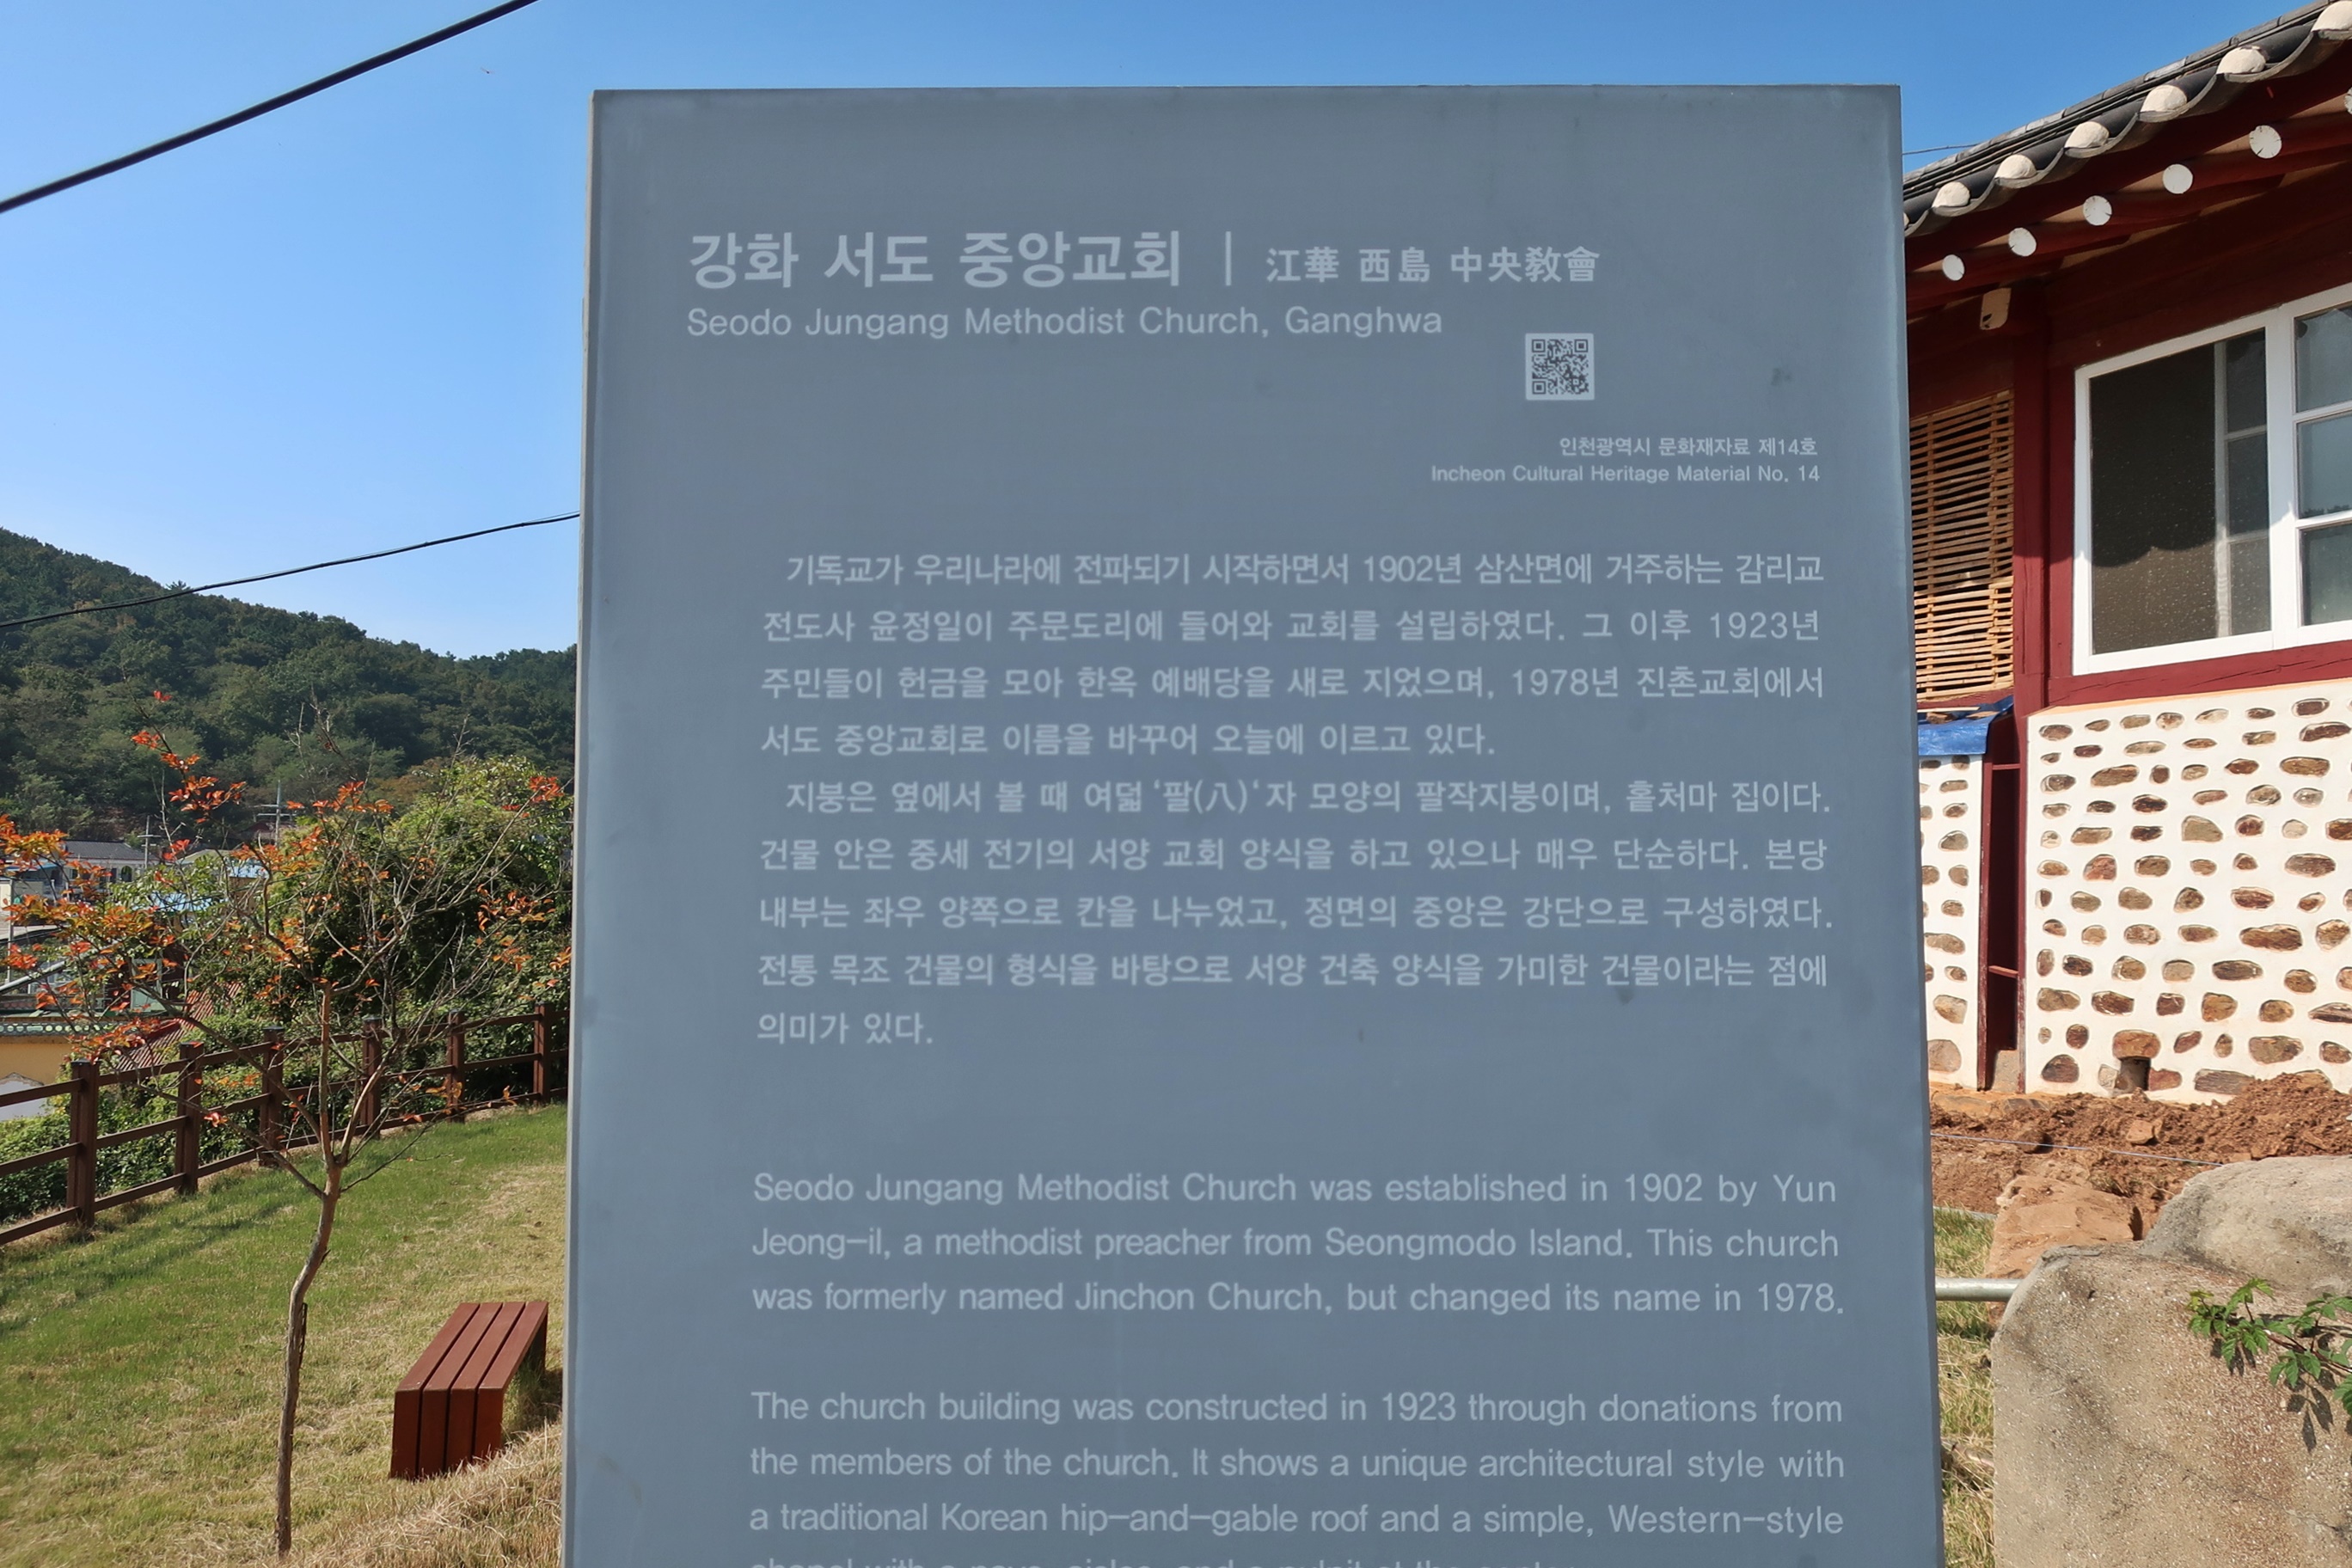 강화 서도 중앙교회 | 江華 西島 中央敎會
Seodo Jungang Methodist Church, Ganghwa
인천광역시 문화재자료 제14호
Incheon Cultural Heritage Material No. 14
기독교가 우리나라에 전파되기 시작하면서 1902년 삼산면에 거주하는 감리교
전도사 윤정일이 주문도리에 들어와 교회를 설립하였다. 그 이후 1923년
주민들이 헌금을 모아 한옥 예배당을 새로 지었으며, 1978년 진촌교회에서
서도 중앙교회로 이름을 바꾸어 오늘에 이르고 있다.
지붕은 옆에서 볼 때 여덟 ‘팔(八)‘자 모양의 팔작지붕이며, 홑처마 집이다.
건물 안은 중세 전기의 서양 교회 양식을 하고 있으나 매우 단순하다. 본당
내부는 좌우 양쪽으로 칸을 나누었고, 정면의 중앙은 강단으로 구성하였다.
전통 목조 건물의 형식을 바탕으로 서양 건축 양식을 가미한 건물이라는 점에
의미가 있다.
Seodo Jungang Methodist Church was established in 1902 by Yun
Jeong-il, a methodist preacher from Seongmodo Island. This church
was formerly named Jinchon Church, but changed its name in 1978.
The church building was constructed in 1923 through donations from
the members of the church. It shows a unique architectural style with
a traditional Korean hip-and-gable roof and a simple, Western-style